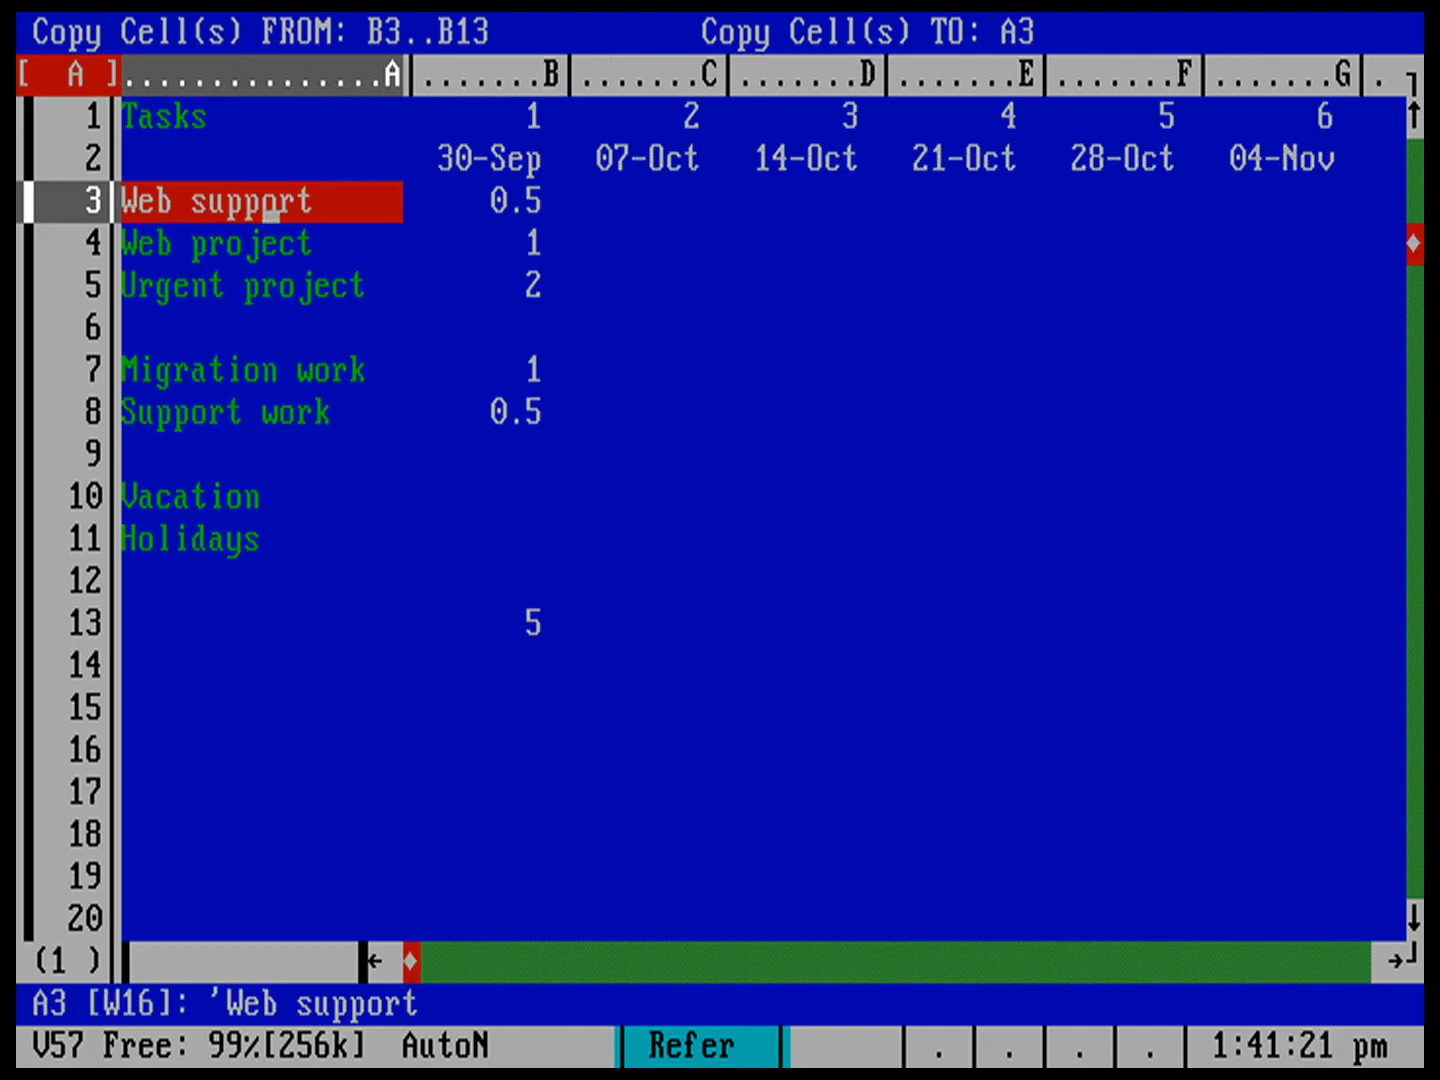 Copy Cell(s) FROM: B3..B13 Copy Cell(s) TO: A3
[ A ]...............A .......B .......C .......D .......E .......F .......G .
1 Tasks 1 2 3 4 5 6
2 30-Sep 07-Oct 14-Oct 21-Oct 28-Oct 04-Nov
3 Web support 0.5
4 Web project 1
5 Urgent project 2
6
7 Migration work 1
8 Support work 0.5
9
10 Vacation
11 Holidays
12
13 5
14
15
16
17
18
19
20
(1 )
A3 [W16]: 'Web support
V57 Free: 99%[256k] AutoN Refer . . . . 1:41:21 pm